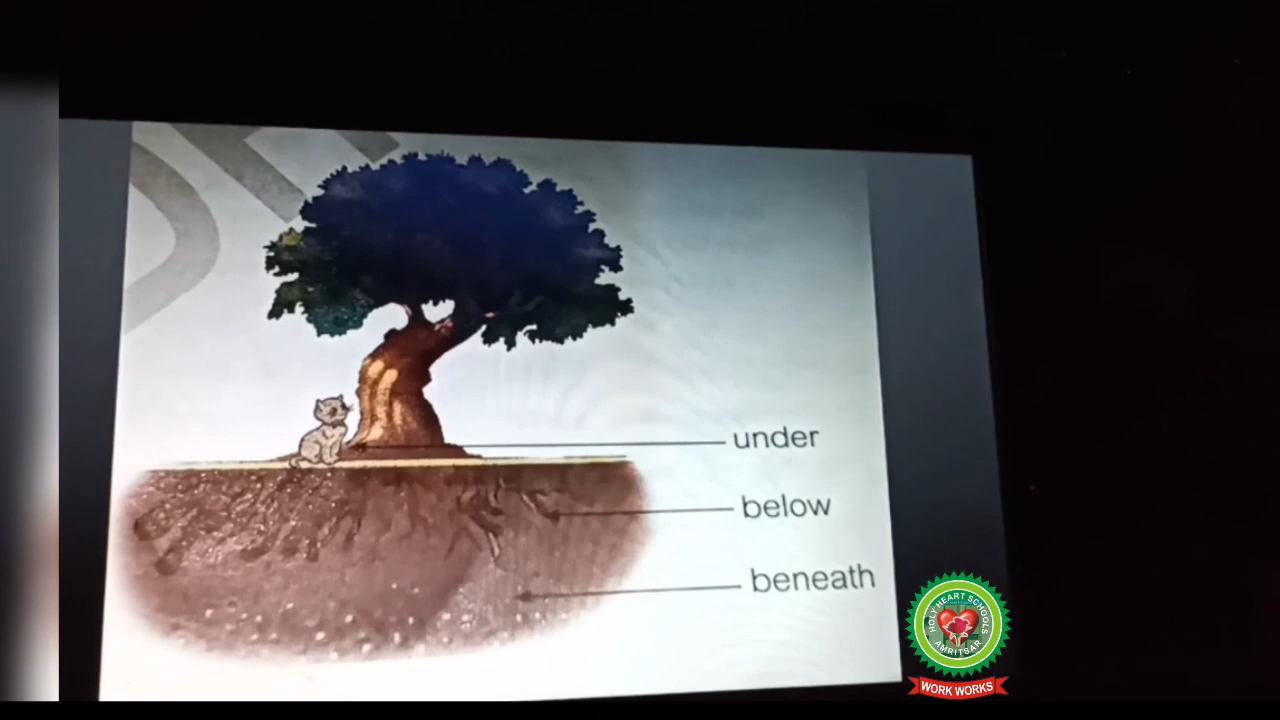 under
below
beneath
HOLY HEART SCHOOLS
AMRITSAR
WORK WORKS